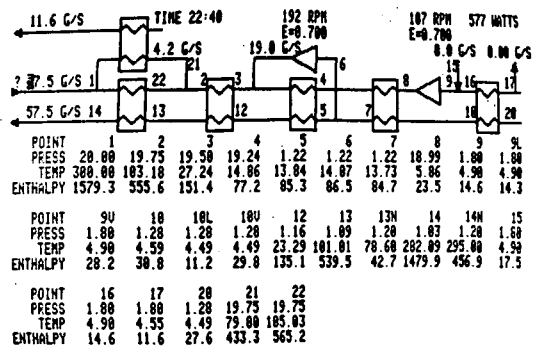 11.6 G/S TIME 22:40 192 RPM 107 RPM 577 WATTS
E=0.700 E=0.700
4.2 G/S 19.0 G/S 0.0 G/S 0.00 G/S
21 6 15
? 57.5 G/S 1 22 2 3 4 8 9 16 17
57.5 G/S 14 13 12 5 7 10 20
POINT 1 2 3 4 5 6 7 8 9 9L
PRESS 20.00 19.75 19.50 19.24 1.22 1.22 1.22 18.99 1.80 1.80
TEMP 300.00 103.18 27.24 14.86 13.84 14.07 13.73 5.86 4.90 4.90
ENTHALPY 1579.3 555.6 151.4 77.2 85.3 86.5 84.7 23.5 14.6 14.3
POINT 9V 10 10L 10V 12 13 13N 14 14N 15
PRESS 1.80 1.28 1.28 1.28 1.16 1.09 1.20 1.03 1.20 1.60
TEMP 4.90 4.59 4.49 4.49 23.29 101.01 78.60 282.09 295.00 4.90
ENTHALPY 28.2 30.8 11.2 29.8 135.1 539.5 42.7 1479.9 456.9 17.5
POINT 16 17 20 21 22
PRESS 1.80 1.80 1.28 19.75 19.75
TEMP 4.90 4.55 4.49 79.00 105.03
ENTHALPY 14.6 11.6 27.6 433.3 565.2